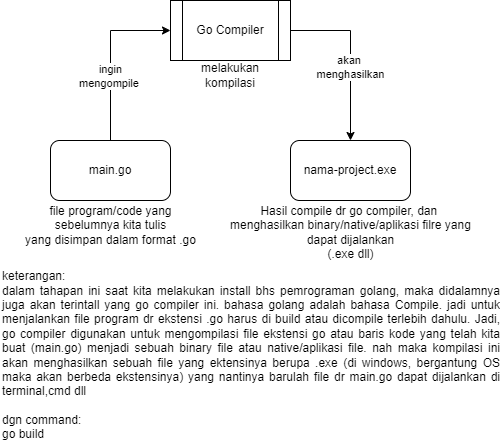 Go Compiler
ingin
mengompile
melakukan
kompilasi
akan
menghasilkan
main.go
nama-project.exe
file program/code yang
sebelumnya kita tulis
yang disimpan dalam format .go
Hasil compile dr go compiler, dan
menghasilkan binary/native/aplikasi filre yang
dapat dijalankan
(.exe dll)
keterangan:
dalam tahapan ini saat kita melakukan install bhs pemrograman golang, maka didalamnya
juga akan terintall yang go compiler ini. bahasa golang adalah bahasa Compile. jadi untuk
menjalankan file program dr ekstensi .go harus di build atau dicompile terlebih dahulu. Jadi,
go compiler digunakan untuk mengompilasi file ekstensi go atau baris kode yang telah kita
buat (main.go) menjadi sebuah binary file atau native/aplikasi file. nah maka kompilasi ini
akan menghasilkan sebuah file yang ektensinya berupa .exe (di windows, bergantung OS
maka akan berbeda ekstensinya) yang nantinya barulah file dr main.go dapat dijalankan di
terminal,cmd dll
dgn command:
go build